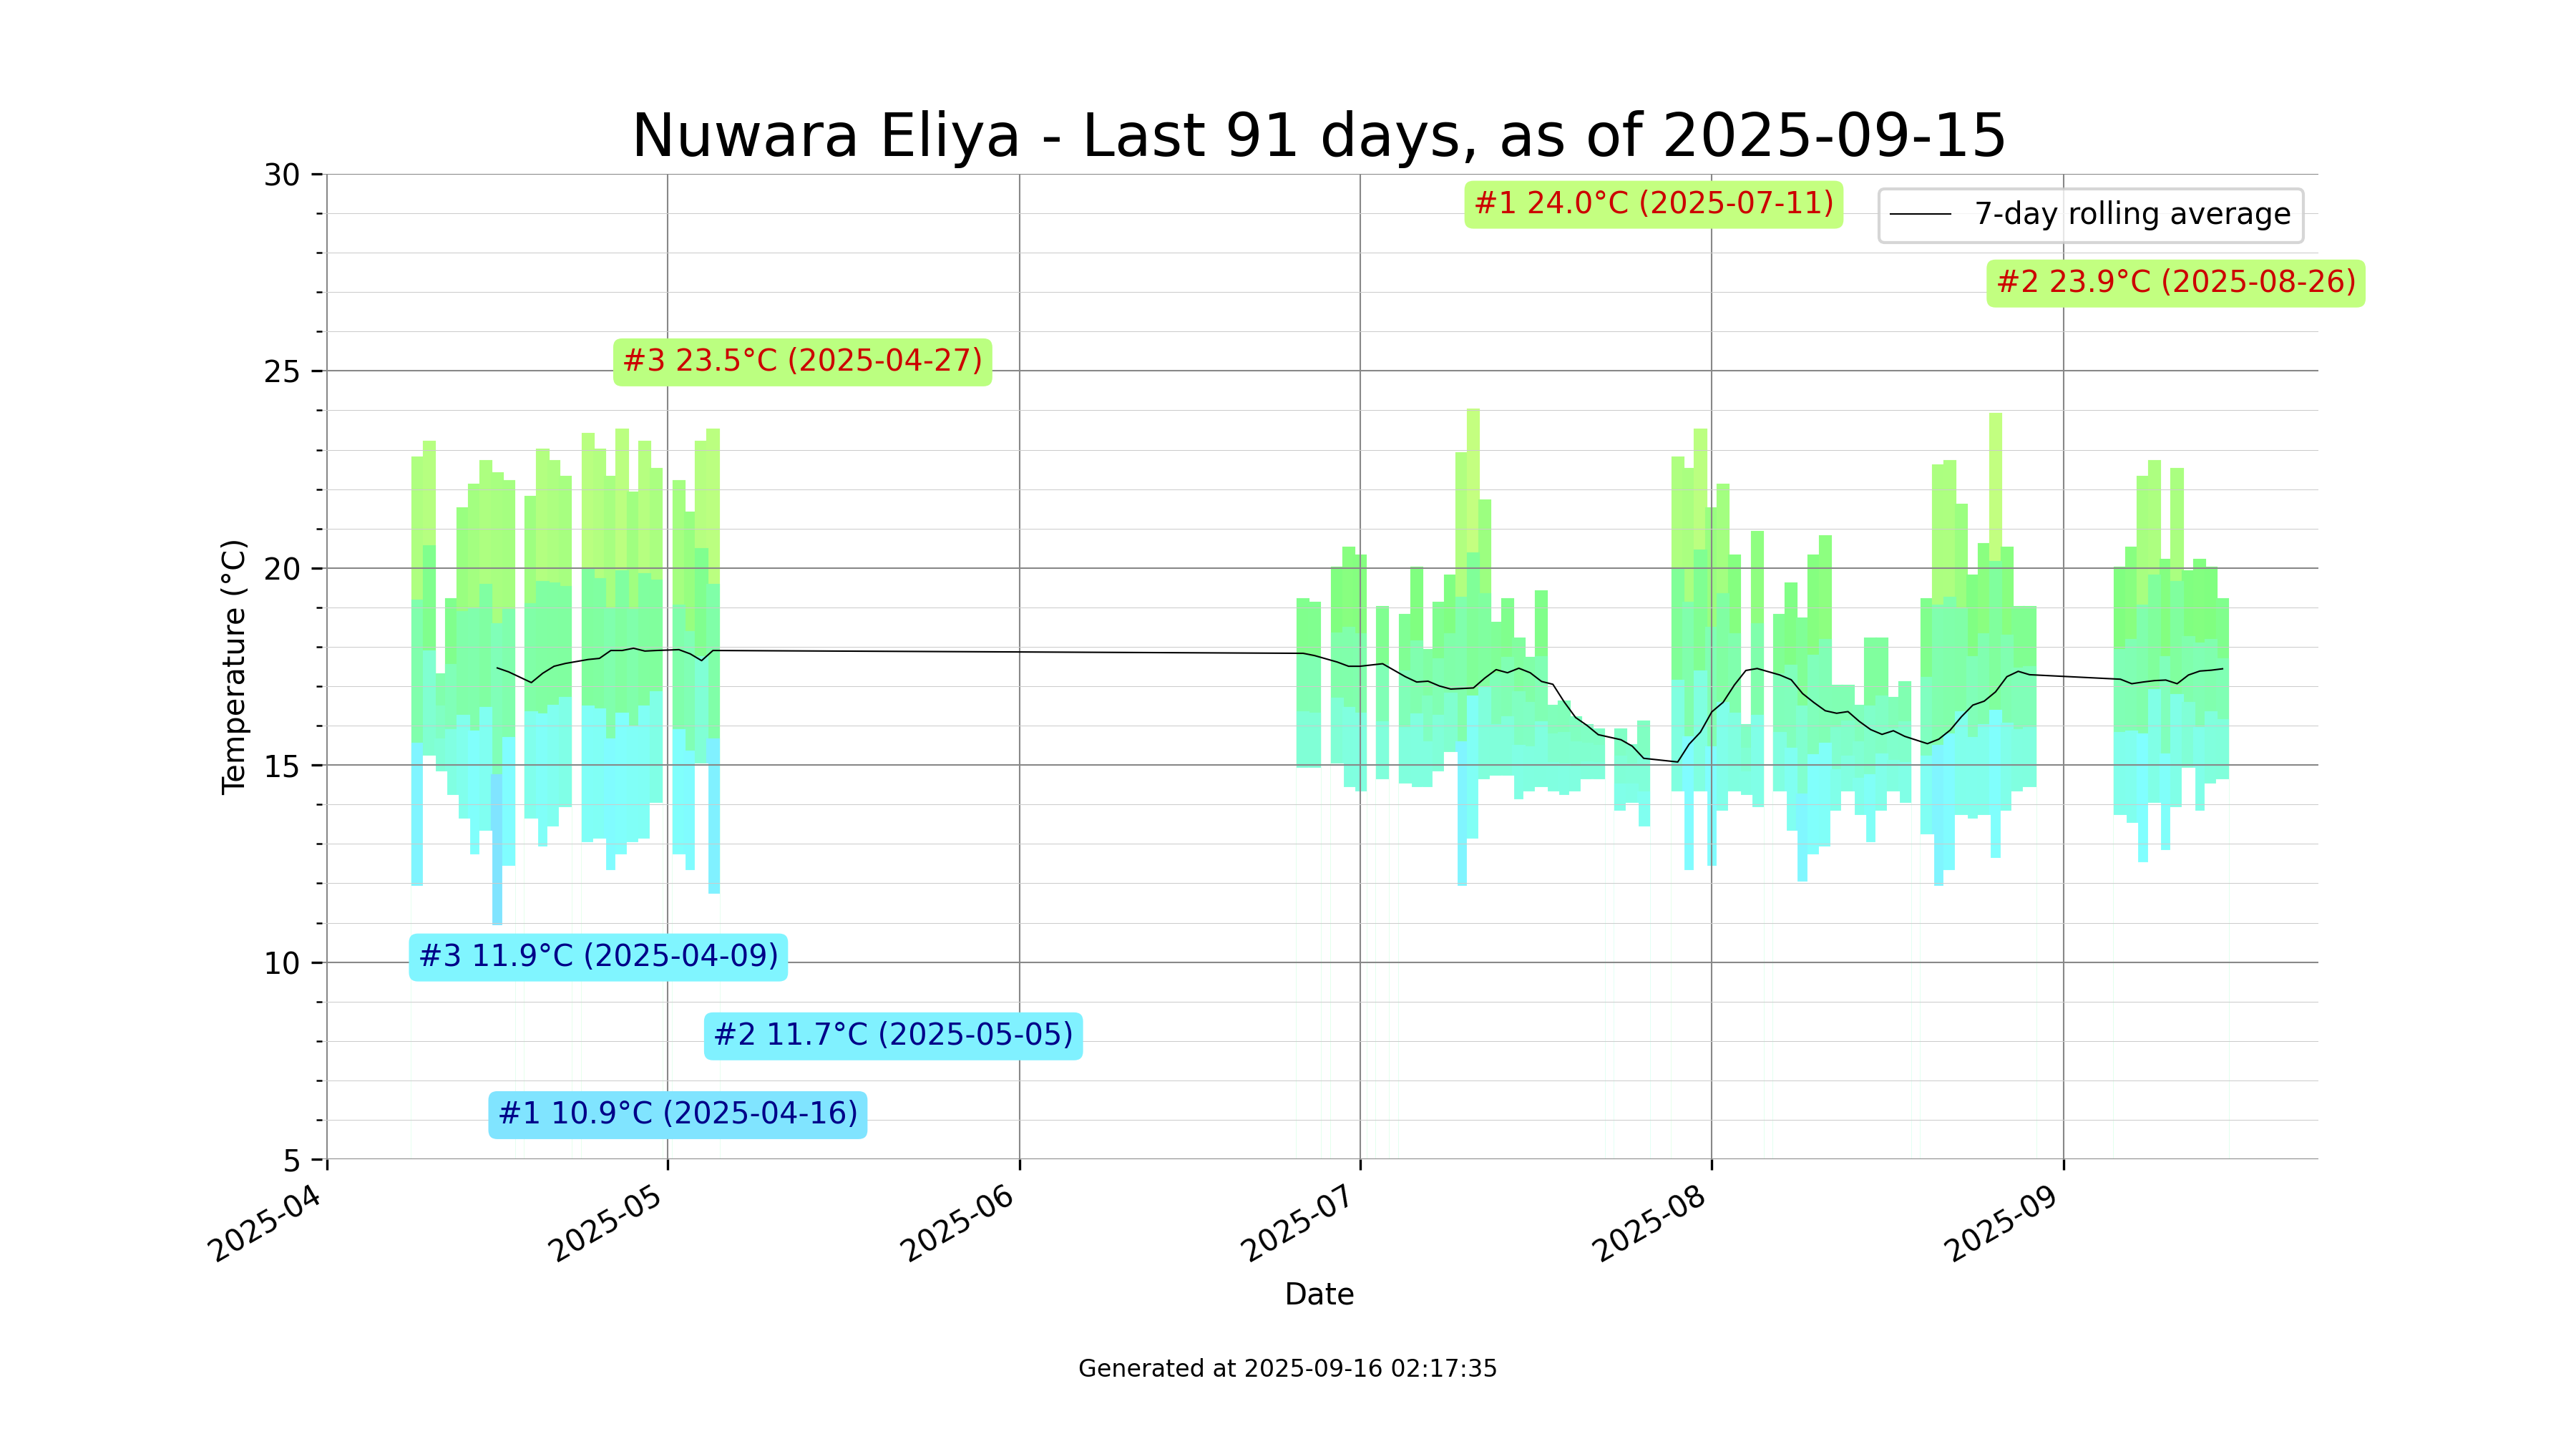 Nuwara Eliya - Last 91 days, as of 2025-09-15
30
25
20
15
10
5
Temperature (°C)
#1 24.0°C (2025-07-11)
7-day rolling average
#2 23.9°C (2025-08-26)
#3 23.5°C (2025-04-27)
#3 11.9°C (2025-04-09)
#2 11.7°C (2025-05-05)
#1 10.9°C (2025-04-16)
2025-04
2025-05
2025-06
2025-07
2025-08
2025-09
Date
Generated at 2025-09-16 02:17:35